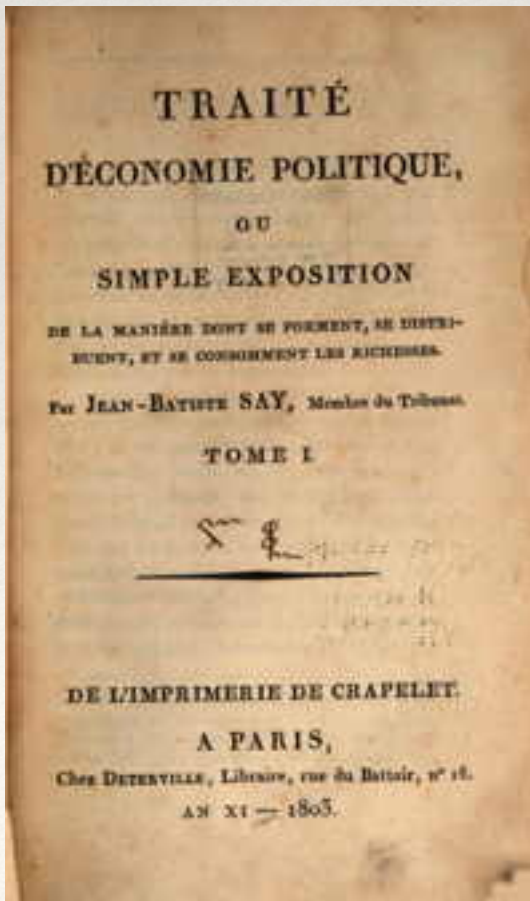 TRAITÉ
D'ÉCONOMIE POLITIQUE,
OU
SIMPLE EXPOSITION
DE LA MANIÈRE DONT SE FORMENT, SE DISTRI-
BUENT, ET SE CONSOMMENT LES RICHESSES.
Par JEAN-BATISTE SAY, Membre du Tribunat.
TOME I
DE L'IMPRIMERIE DE CRAPELET.
A PARIS,
Chez DETERVILLE, Libraire, rue du Battoir, n°
AN XI — 1803.